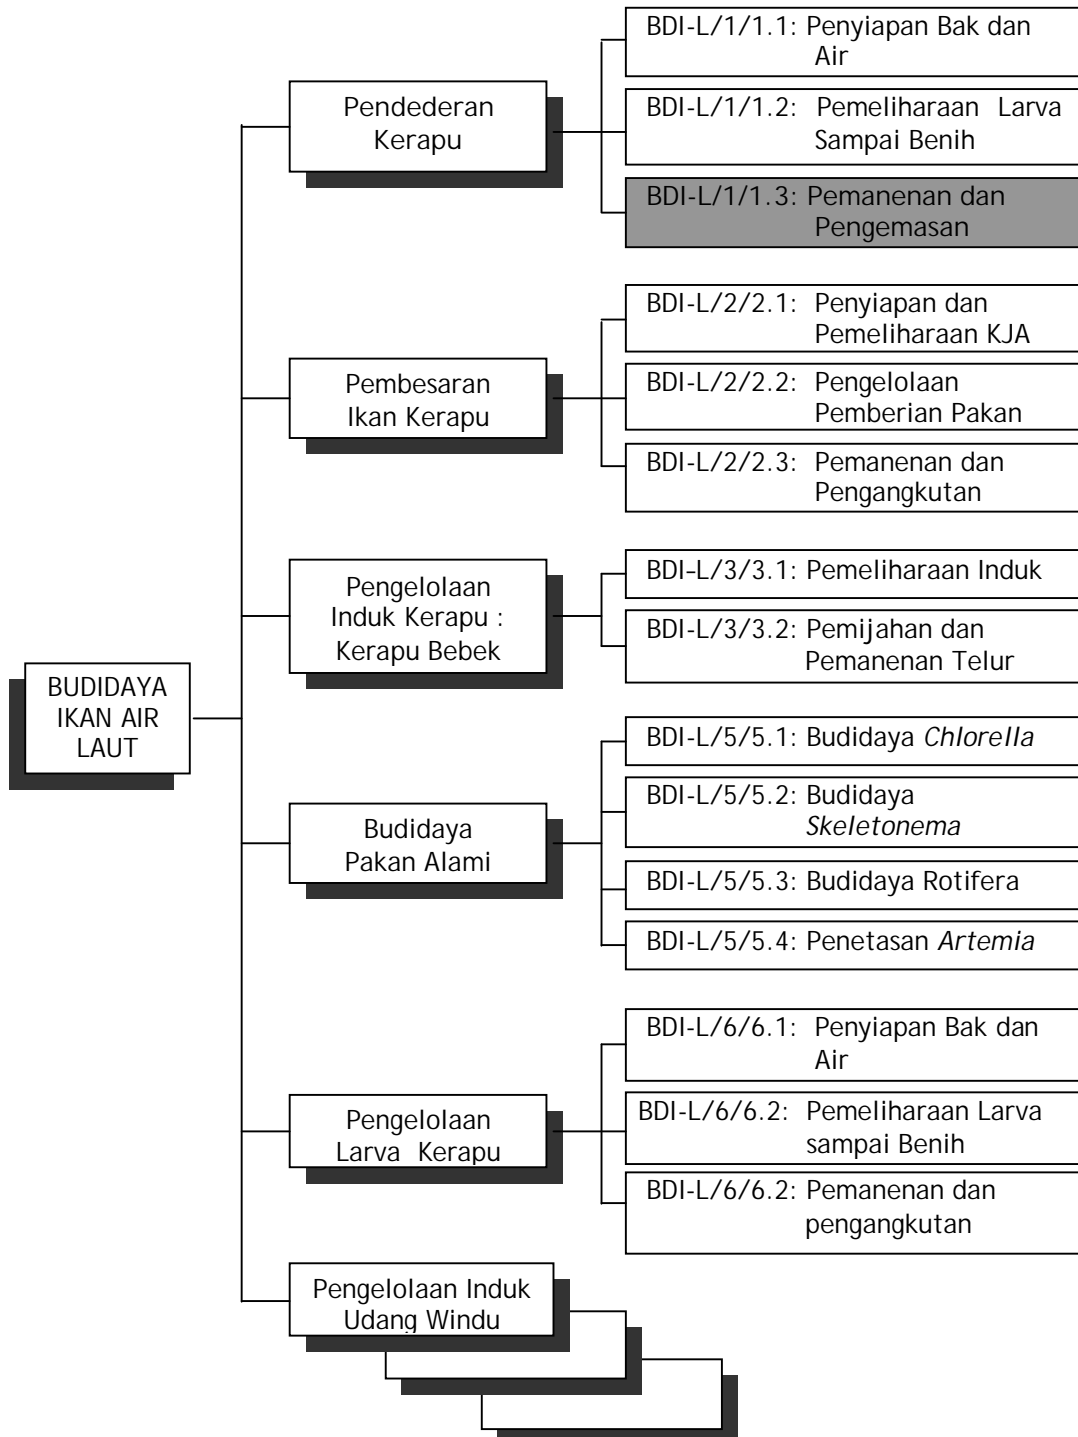 BUDIDAYA
IKAN AIR
LAUT
Pendederan
Kerapu
BDI-L/1/1.1: Penyiapan Bak dan
Air
BDI-L/1/1.2: Pemeliharaan Larva
Sampai Benih
BDI-L/1/1.3: Pemanenan dan
Pengemasan
Pembesaran
Ikan Kerapu
BDI-L/2/2.1: Penyiapan dan
Pemeliharaan KJA
BDI-L/2/2.2: Pengelolaan
Pemberian Pakan
BDI-L/2/2.3: Pemanenan dan
Pengangkutan
Pengelolaan
Induk Kerapu :
Kerapu Bebek
BDI-L/3/3.1: Pemeliharaan Induk
BDI-L/3/3.2: Pemijahan dan
Pemanenan Telur
Budidaya
Pakan Alami
BDI-L/5/5.1: Budidaya Chlorella
BDI-L/5/5.2: Budidaya
Skeletonema
BDI-L/5/5.3: Budidaya Rotifera
BDI-L/5/5.4: Penetasan Artemia
Pengelolaan
Larva Kerapu
BDI-L/6/6.1: Penyiapan Bak dan
Air
BDI-L/6/6.2: Pemeliharaan Larva
sampai Benih
BDI-L/6/6.2: Pemanenan dan
pengangkutan
Pengelolaan Induk
Udang Windu